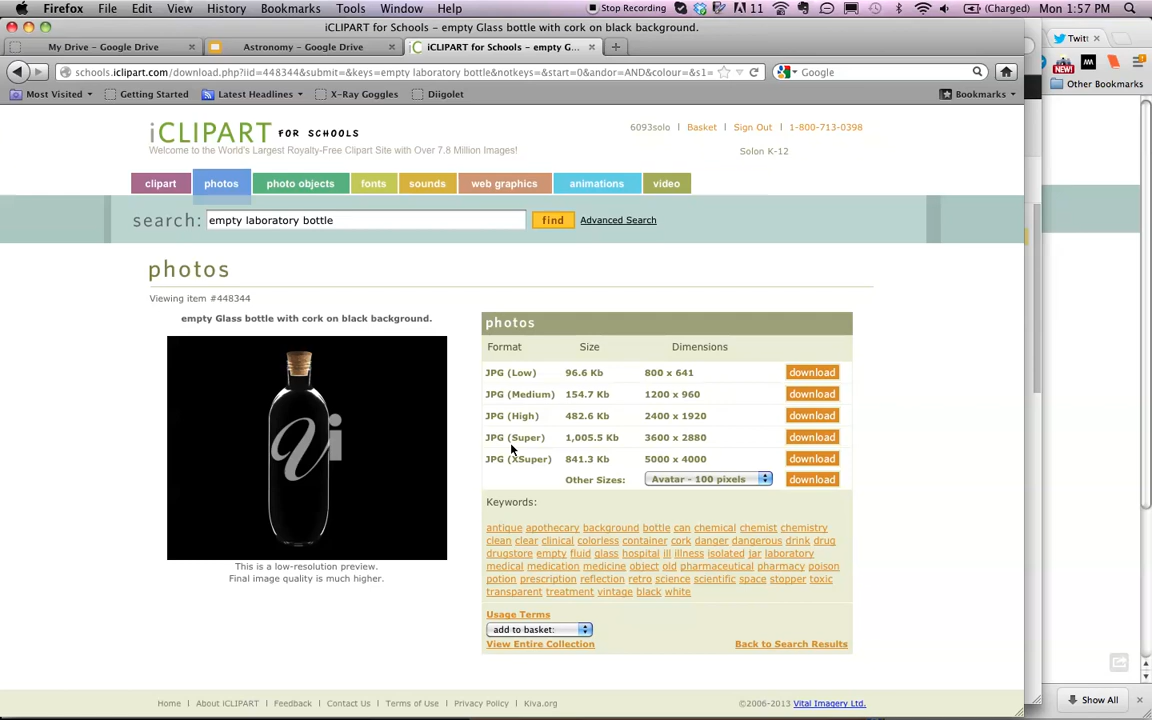 Firefox File Edit View History Bookmarks Tools Window Help Stop Recording 11 (Charged) Mon 1:57 PM
iCLIPART for Schools – empty Glass bottle with cork on black background.
My Drive – Google Drive × Astronomy – Google Drive × iCLIPART for Schools – empty G... × + Twitt ×
schools.iclipart.com/download.php?iid=448344&submit=&keys=empty laboratory bottle&notkeys=&start=0&andor=AND&colour=&s1= Google
Most Visited Getting Started Latest Headlines X-Ray Goggles Diigolet Bookmarks NEW! Other Bookmarks
iCLIPART FOR SCHOOLS
Welcome to the World's Largest Royalty-Free Clipart Site with Over 7.8 Million Images!
6093solo | Basket | Sign Out | 1-800-713-0398
Solon K-12
clipart photos photo objects fonts sounds web graphics animations video
search: empty laboratory bottle find Advanced Search
photos
Viewing item #448344
empty Glass bottle with cork on black background.
i
This is a low-resolution preview.
Final image quality is much higher.
photos
Format Size Dimensions
JPG (Low) 96.6 Kb 800 x 641 download
JPG (Medium) 154.7 Kb 1200 x 960 download
JPG (High) 482.6 Kb 2400 x 1920 download
JPG (Super) 1,005.5 Kb 3600 x 2880 download
JPG (XSuper) 841.3 Kb 5000 x 4000 download
Other Sizes: Avatar - 100 pixels download
Keywords:
antique apothecary background bottle can chemical chemist chemistry
clean clear clinical colorless container cork danger dangerous drink drug
drugstore empty fluid glass hospital ill illness isolated jar laboratory
medical medication medicine object old pharmaceutical pharmacy poison
potion prescription reflection retro science scientific space stopper toxic
transparent treatment vintage black white
Usage Terms
add to basket:
View Entire Collection Back to Search Results
Home | About iCLIPART | Feedback | Contact Us | Terms of Use | Privacy Policy | Kiva.org ©2006-2013 Vital Imagery Ltd.
Show All ×